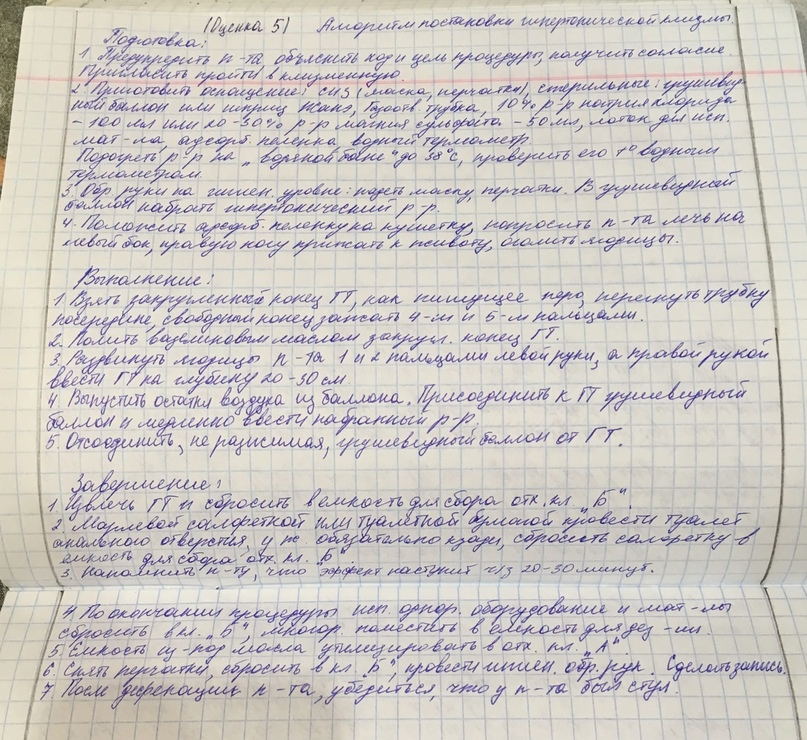 (Оценка 5) Алгоритм постановки гипертонической клизмы.
Подготовка:
1. Предупредить п-та объяснить ход и цель процедуры, получить согласие.
Пригласить пройти в клизменную.
2. Приготовить оснащение: СИЗ (маска, перчатки), стерильные: грушевид-
ный баллон или шприц Жанэ, газоотв. трубка, 10% р-р натрия хлорида
- 100 мл или 20-30% р-р магния сульфата - 50 мл, лоток для исп.
мат-ла, адсорб. пеленка водный термометр
Подогреть р-р на „водяной бане" до 38°С, проверить его t° водным
термометром.
3. Обр. руки на гигиен. уровне: надеть маску, перчатки. В грушевидный
баллон набрать гипертонический р-р.
4. Положить адсорб. пеленку на кушетку, попросить п-та лечь на
левый бок, правую ногу прижать к животу, оголить ягодицы.
Выполнение:
1. Взять закругленный конец ГТ, как пишущее перо, перегнуть трубку
посередине, свободный конец зажать 4-м и 5-м пальцами.
2. Полить вазелиновым маслом закругл. конец ГТ.
3. Раздвинуть ягодицы п-та 1 и 2 пальцами левой руки, а правой рукой
ввести ГТ на глубину 20-30 см.
4. Выпустить остатки воздуха из баллона. Присоединить к ГТ грушевидный
баллон и медленно ввести набранный р-р.
5. Отсоединить, не разжимая, грушевидный баллон от ГТ.
Завершение:
1. Извлечь ГТ и сбросить в емкость для сбора отх. кл. „Б".
2. Марлевой салфеткой или туалетной бумагой провести туалет
анального отверстия, у ж обязательно кзади, сбросить салфетку в
емкость для сбора отх. кл. „Б"
3. Напомнить п-ту, что эффект наступит ч/з 20-30 минут.
4. По окончании процедуры исп. однор. оборудование и мат-лы
сбросить в кл. „Б", многор. поместить в емкость для дез-ии.
5. Емкость из-под масла утилизировать в отх. кл. „А"
6. Снять перчатки, сбросить в кл. „Б", провести гигиен. обр. рук. Сделать запись.
7. После дефекации п-та, убедиться, что у п-та был стул.